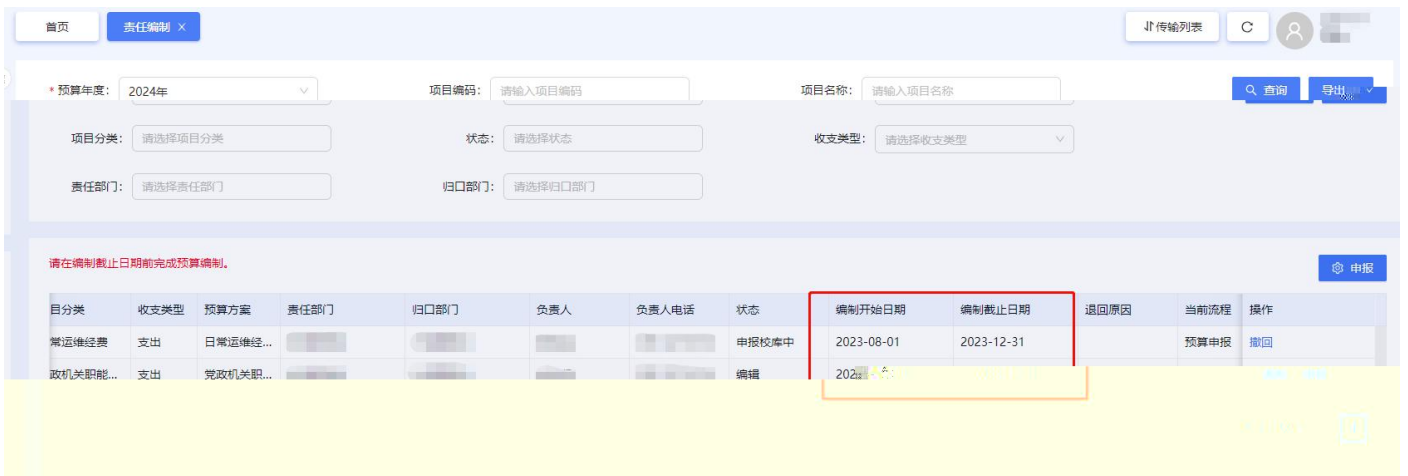 首页 责任编制 × 传输列表
* 预算年度: 2024年 项目编码: 请输入项目编码 项目名称: 请输入项目名称 查询 导出
项目分类: 请选择项目分类 状态: 请选择状态 收支类型: 请选择收支类型
责任部门: 请选择责任部门 归口部门: 请选择归口部门
请在编制截止日期前完成预算编制。 申报
目分类 收支类型 预算方案 责任部门 归口部门 负责人 负责人电话 状态 编制开始日期 编制截止日期 退回原因 当前流程 操作
常运维经费 支出 日常运维经... 申报校库中 2023-08-01 2023-12-31 预算申报 撤回
政机关职能... 支出 党政机关职... 编辑 202